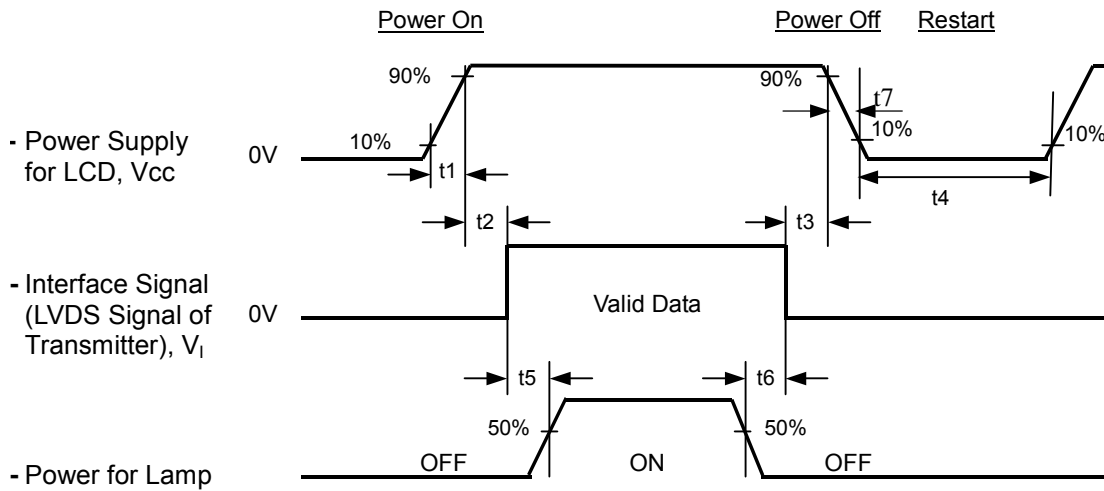 Power On Power Off Restart
90% 90%
t7
- Power Supply 10% 10% 10%
for LCD, Vcc 0V
t1
t4
t2 t3
- Interface Signal
(LVDS Signal of 0V Valid Data
Transmitter), VI
t5 t6
50% 50%
OFF ON OFF
- Power for Lamp